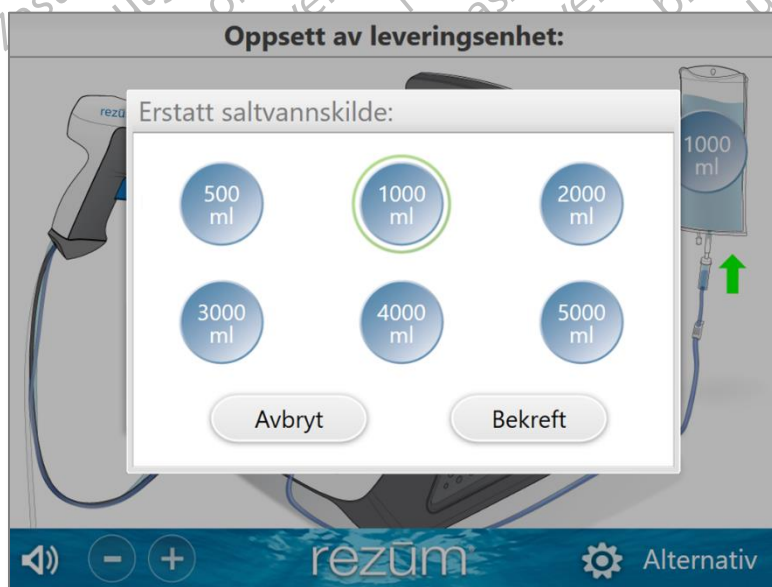 Oppsett av leveringsenhet:
rezū
Erstatt saltvannskilde:
1000
ml
500
ml
1000
ml
2000
ml
3000
ml
4000
ml
5000
ml
Avbryt
Bekreft
rezūm
Alternativ